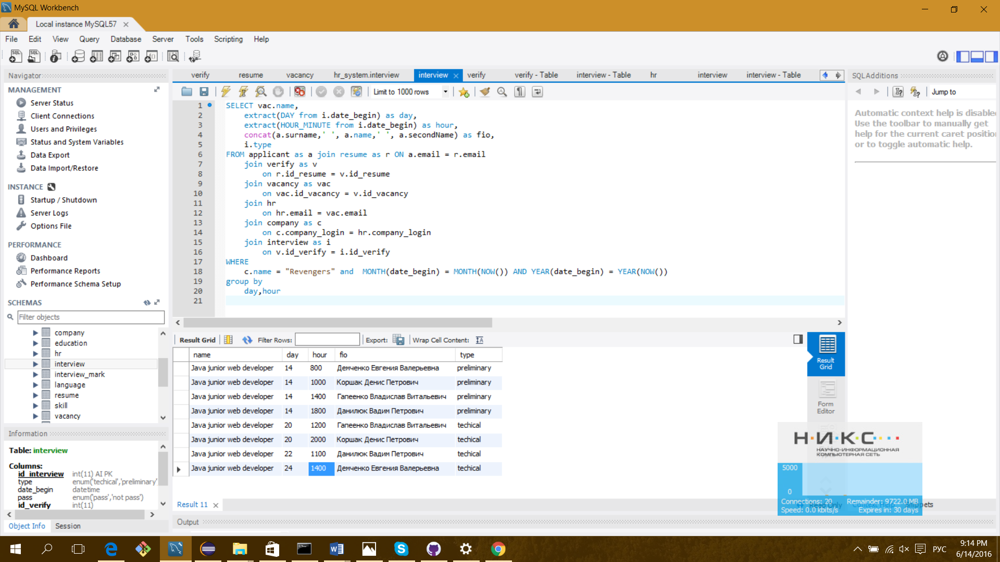 MySQL Workbench
Local instance MySQL57
File Edit View Query Database Server Tools Scripting Help
Navigator
MANAGEMENT
Server Status
Client Connections
Users and Privileges
Status and System Variables
Data Export
Data Import/Restore
INSTANCE
Startup / Shutdown
Server Logs
Options File
PERFORMANCE
Dashboard
Performance Reports
Performance Schema Setup
SCHEMAS
Filter objects
company
education
hr
interview
interview_mark
language
resume
skill
vacancy
Information
Table: interview
Columns:
id_interview int(11) AI PK
type enum('techical','preliminary'
date_begin datetime
pass enum('pass','not pass')
id_verify int(11)
Object Info Session
verify resume vacancy hr_system.interview interview verify verify - Table interview - Table hr interview interview - Table
Limit to 1000 rows
1 SELECT vac.name,
2 extract(DAY from i.date_begin) as day,
3 extract(HOUR_MINUTE from i.date_begin) as hour,
4 concat(a.surname,' ', a.name,' ', a.secondName) as fio,
5 i.type
6 FROM applicant as a join resume as r ON a.email = r.email
7 join verify as v
8 on r.id_resume = v.id_resume
9 join vacancy as vac
10 on vac.id_vacancy = v.id_vacancy
11 join hr
12 on hr.email = vac.email
13 join company as c
14 on c.company_login = hr.company_login
15 join interview as i
16 on v.id_verify = i.id_verify
17 WHERE
18 c.name = "Revengers" and MONTH(date_begin) = MONTH(NOW()) AND YEAR(date_begin) = YEAR(NOW())
19 group by
20 day,hour
21
Result Grid Filter Rows: Export: Wrap Cell Content:
name day hour fio type
Java junior web developer 14 800 Демченко Евгения Валерьевна preliminary
Java junior web developer 14 1000 Коршак Денис Петрович preliminary
Java junior web developer 14 1400 Гапеенко Владислав Витальевич preliminary
Java junior web developer 14 1800 Данилюк Вадим Петрович preliminary
Java junior web developer 20 1200 Гапеенко Владислав Витальевич techical
Java junior web developer 20 2000 Коршак Денис Петрович techical
Java junior web developer 22 1100 Данилюк Вадим Петрович techical
Java junior web developer 24 1400 Демченко Евгения Валерьевна techical
Result Grid
Form Editor
Result 11
Read Only Context Help Snippets
Output
SQLAdditions
Jump to
Automatic context help is disable
Use the toolbar to manually get
help for the current caret positio
or to toggle automatic help.
Н·И·К·С
НАУЧНО-ИНФОРМАЦИОННАЯ
КОМПЬЮТЕРНАЯ СЕТЬ
5000
0
Connections: 20 Remainder: 9722.0 MB
Speed: 0.0 kbits/s Expires in: 30 days
РУС
9:14 PM
6/14/2016